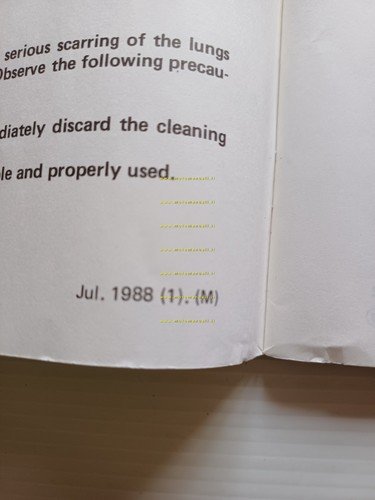 serious scarring of the lungs
Observe the following precau-
diately discard the cleaning
le and properly used.
Jul. 1988 (1). (M)